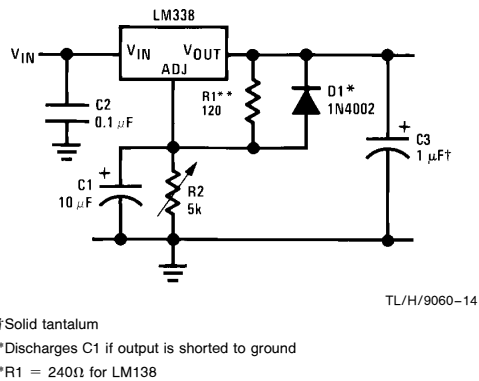 LM338
VIN
VIN
VOUT
ADJ
R1**
120
D1*
1N4002
C2
0.1 μF
C3
1 μF†
C1
10 μF
R2
5k
TL/H/9060-14
†Solid tantalum
*Discharges C1 if output is shorted to ground
*R1 = 240Ω for LM138